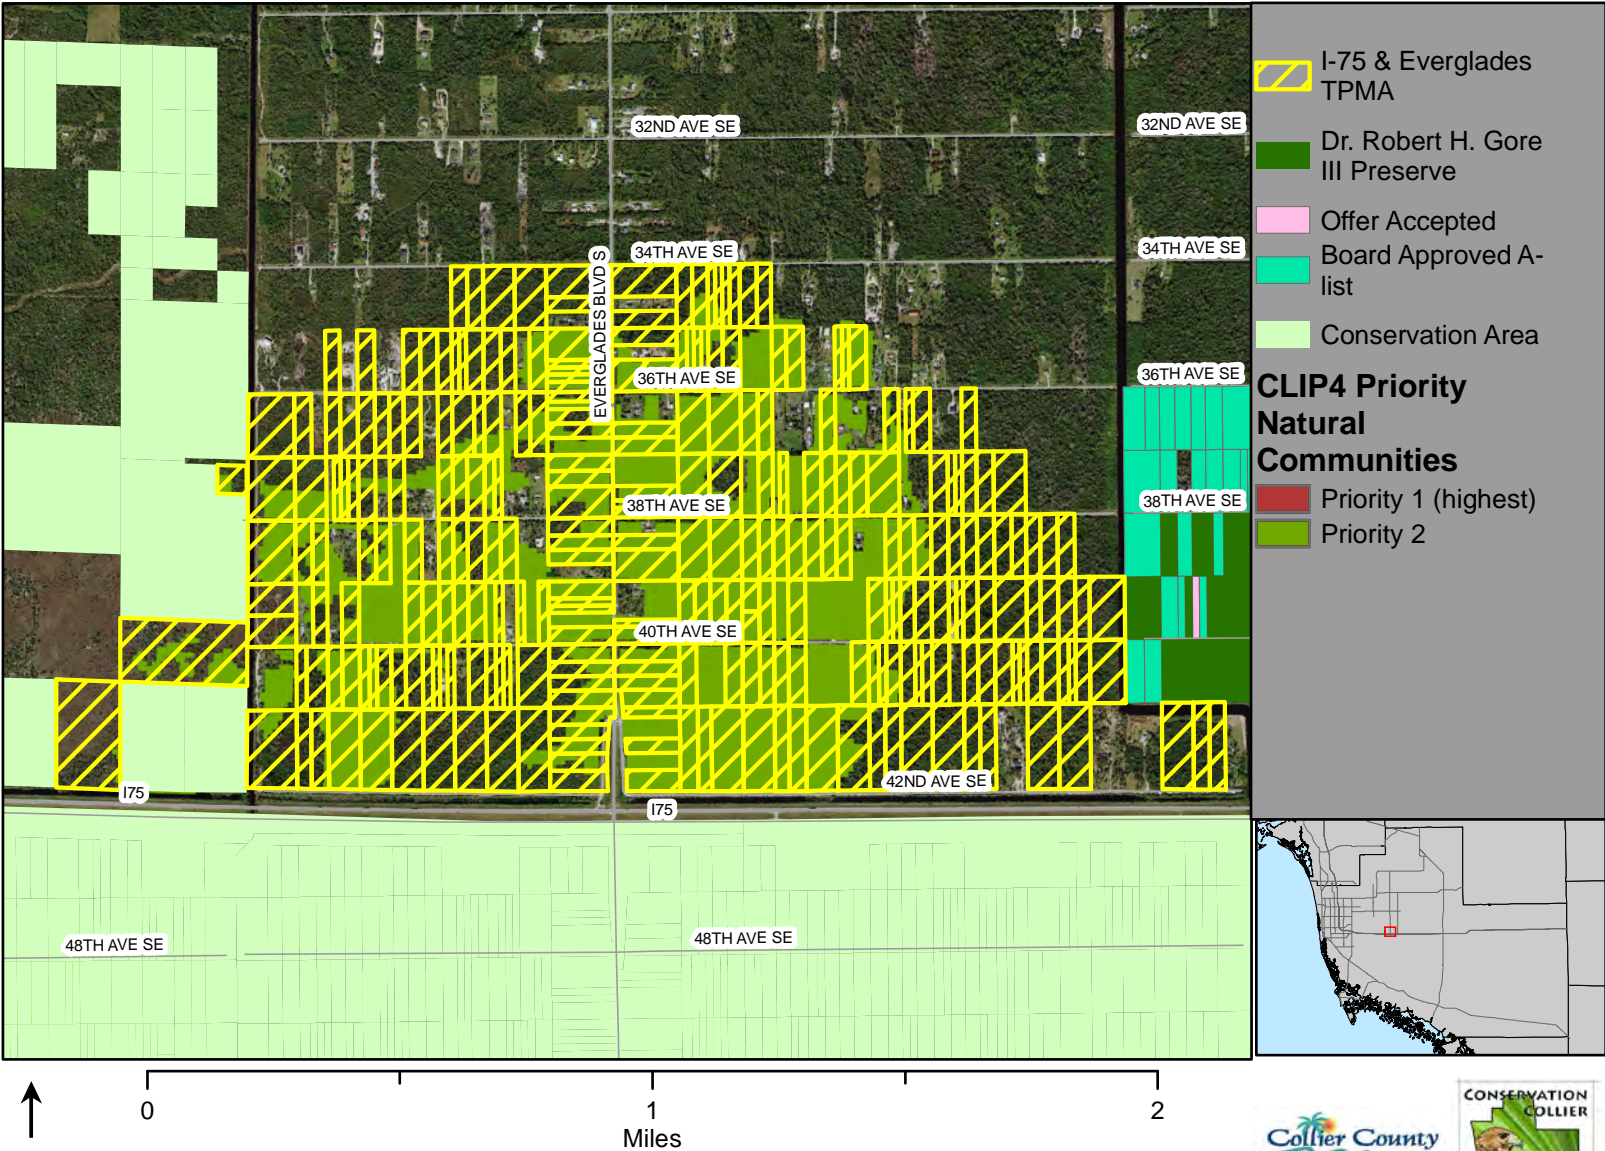 32ND AVE SE
32ND AVE SE
34TH AVE SE
34TH AVE SE
EVERGLADES BLVD S
36TH AVE SE
36TH AVE SE
38TH AVE SE
38TH AVE SE
40TH AVE SE
42ND AVE SE
I75
I75
48TH AVE SE
48TH AVE SE
I-75 & Everglades
TPMA
Dr. Robert H. Gore
III Preserve
Offer Accepted
Board Approved A-
list
Conservation Area
CLIP4 Priority
Natural
Communities
Priority 1 (highest)
Priority 2
0
1
2
Miles
Collier County
CONSERVATION
COLLIER